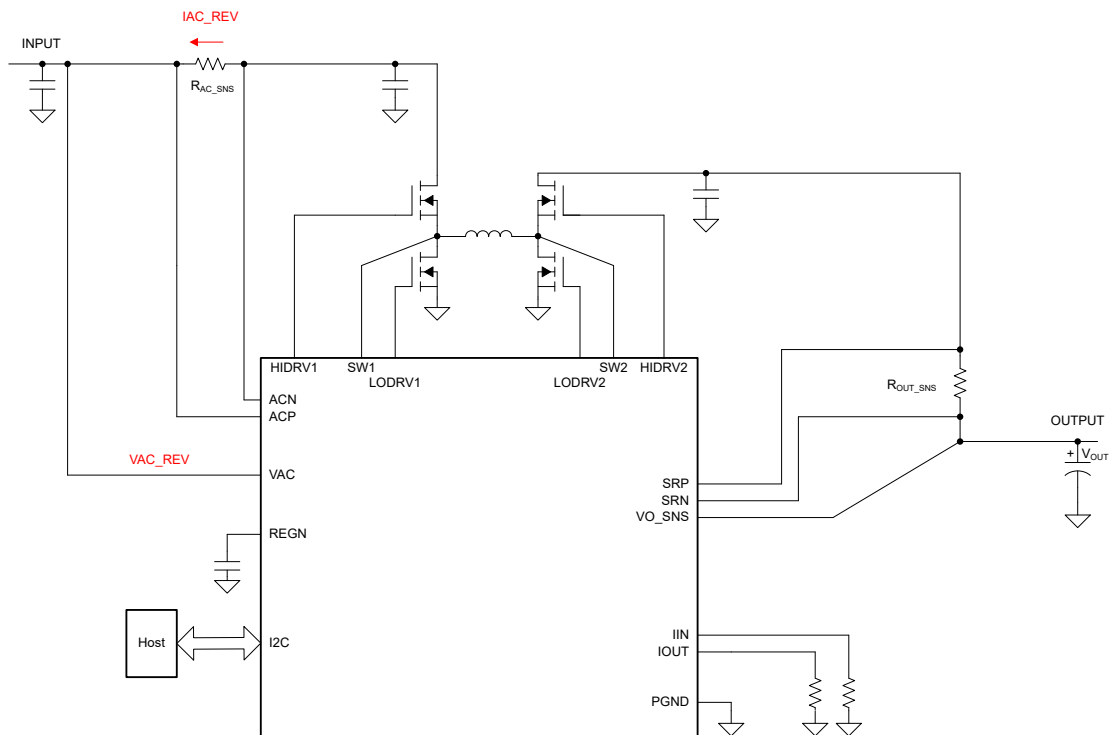 IAC_REV
INPUT
RAC_SNS
HIDRV1
SW1
LODRV1
LODRV2
SW2
HIDRV2
ACN
ACP
VAC_REV
VAC
REGN
Host
I2C
ROUT_SNS
OUTPUT
+
VOUT
SRP
SRN
VO_SNS
IIN
IOUT
PGND